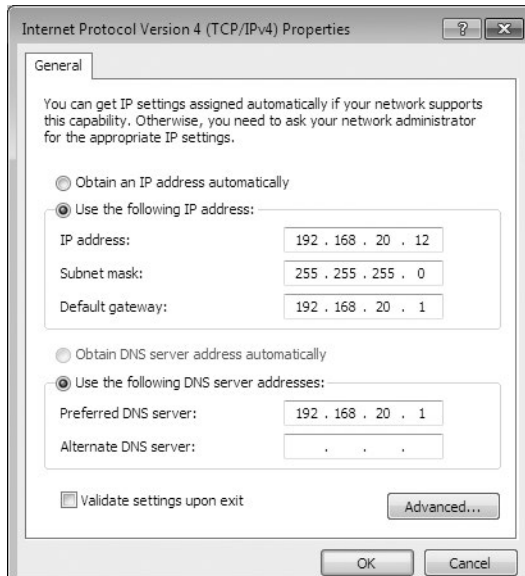 Internet Protocol Version 4 (TCP/IPv4) Properties
General
You can get IP settings assigned automatically if your network supports
this capability. Otherwise, you need to ask your network administrator
for the appropriate IP settings.
Obtain an IP address automatically
Use the following IP address:
IP address: 192 . 168 . 20 . 12
Subnet mask: 255 . 255 . 255 . 0
Default gateway: 192 . 168 . 20 . 1
Obtain DNS server address automatically
Use the following DNS server addresses:
Preferred DNS server: 192 . 168 . 20 . 1
Alternate DNS server: . . .
Validate settings upon exit
Advanced...
OK Cancel